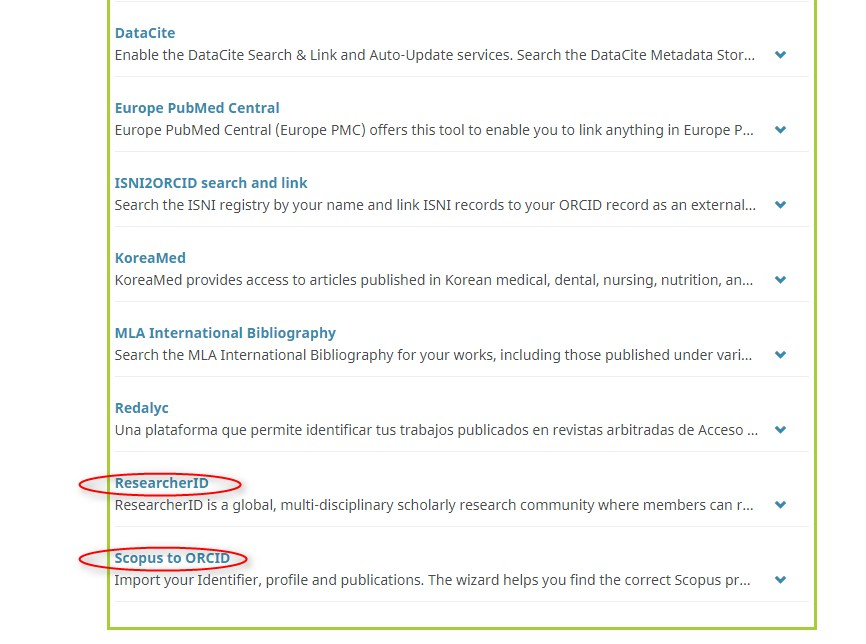 DataCite
Enable the DataCite Search & Link and Auto-Update services. Search the DataCite Metadata Stor...
Europe PubMed Central
Europe PubMed Central (Europe PMC) offers this tool to enable you to link anything in Europe P...
ISNI2ORCID search and link
Search the ISNI registry by your name and link ISNI records to your ORCID record as an external...
KoreaMed
KoreaMed provides access to articles published in Korean medical, dental, nursing, nutrition, an...
MLA International Bibliography
Search the MLA International Bibliography for your works, including those published under vari...
Redalyc
Una plataforma que permite identificar tus trabajos publicados en revistas arbitradas de Acceso ...
ResearcherID
ResearcherID is a global, multi-disciplinary scholarly research community where members can r...
Scopus to ORCID
Import your Identifier, profile and publications. The wizard helps you find the correct Scopus pr...